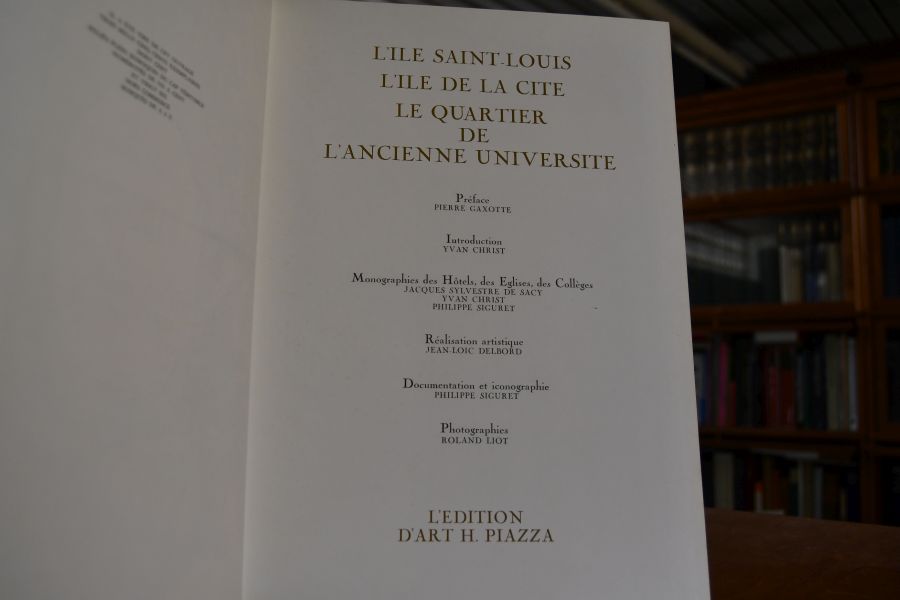 L'ILE SAINT-LOUIS
L'ILE DE LA CITE
LE QUARTIER
DE
L'ANCIENNE UNIVERSITE
Préface
PIERRE GAXOTTE
Introduction
YVAN CHRIST
Monographies des Hôtels, des Eglises, des Collèges
JACQUES SYLVESTRE DE SACY
YVAN CHRIST
PHILIPPE SIGURET
Réalisation artistique
JEAN-LOIC DELBORD
Documentation et iconographie
PHILIPPE SIGURET
Photographies
ROLAND LIOT
L'EDITION
D'ART H. PIAZZA